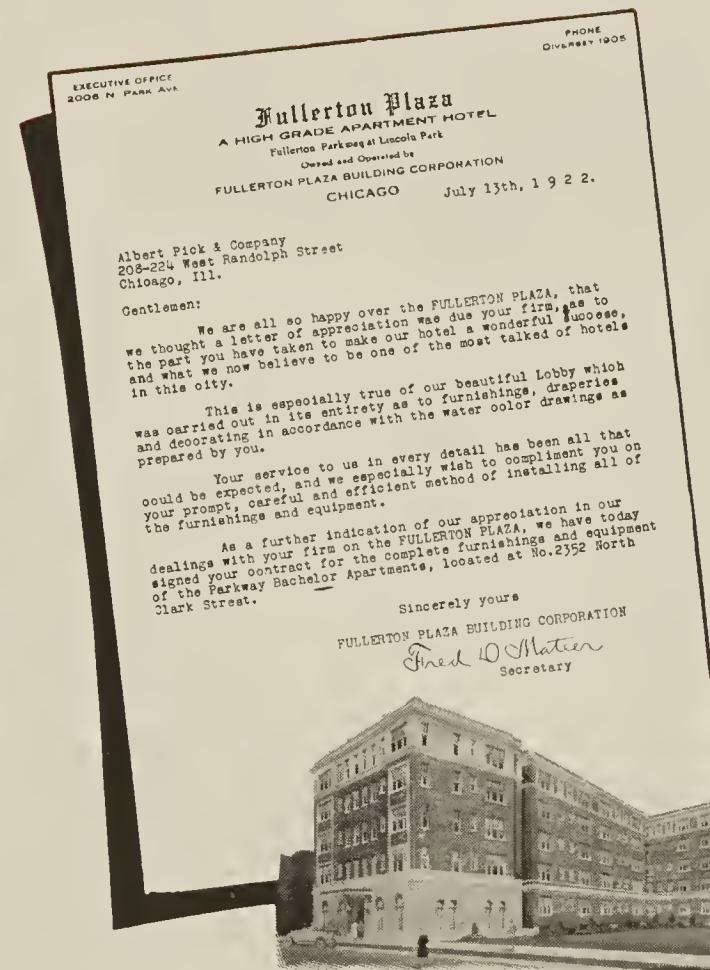 EXECUTIVE OFFICE
2006 N. PARK AVE.
PHONE
DIVERSEY 1905
Fullerton Plaza
A HIGH GRADE APARTMENT HOTEL
Fullerton Parkway at Lincoln Park
Owned and Operated by
FULLERTON PLAZA BUILDING CORPORATION
CHICAGO
July 13th, 1 9 2 2.
Albert Pick & Company
208-224 West Randolph Street
Chicago, Ill.
Gentlemen:
We are all so happy over the FULLERTON PLAZA, that
we thought a letter of appreciation was due your firm, as to
the part you have taken to make our hotel a wonderful success,
and what we now believe to be one of the most talked of hotels
in this city.
This is especially true of our beautiful Lobby which
was carried out in its entirety as to furnishings, draperies
and decorating in accordance with the water color drawings as
prepared by you.
Your service to us in every detail has been all that
could be expected, and we especially wish to compliment you on
your prompt, careful and efficient method of installing all of
the furnishings and equipment.
As a further indication of our appreciation in our
dealings with your firm on the FULLERTON PLAZA, we have today
signed your contract for the complete furnishings and equipment
of the Parkway Bachelor Apartments, located at No.2352 North
Clark Street.
Sincerely yours
FULLERTON PLAZA BUILDING CORPORATION
Fred D Matier
Secretary